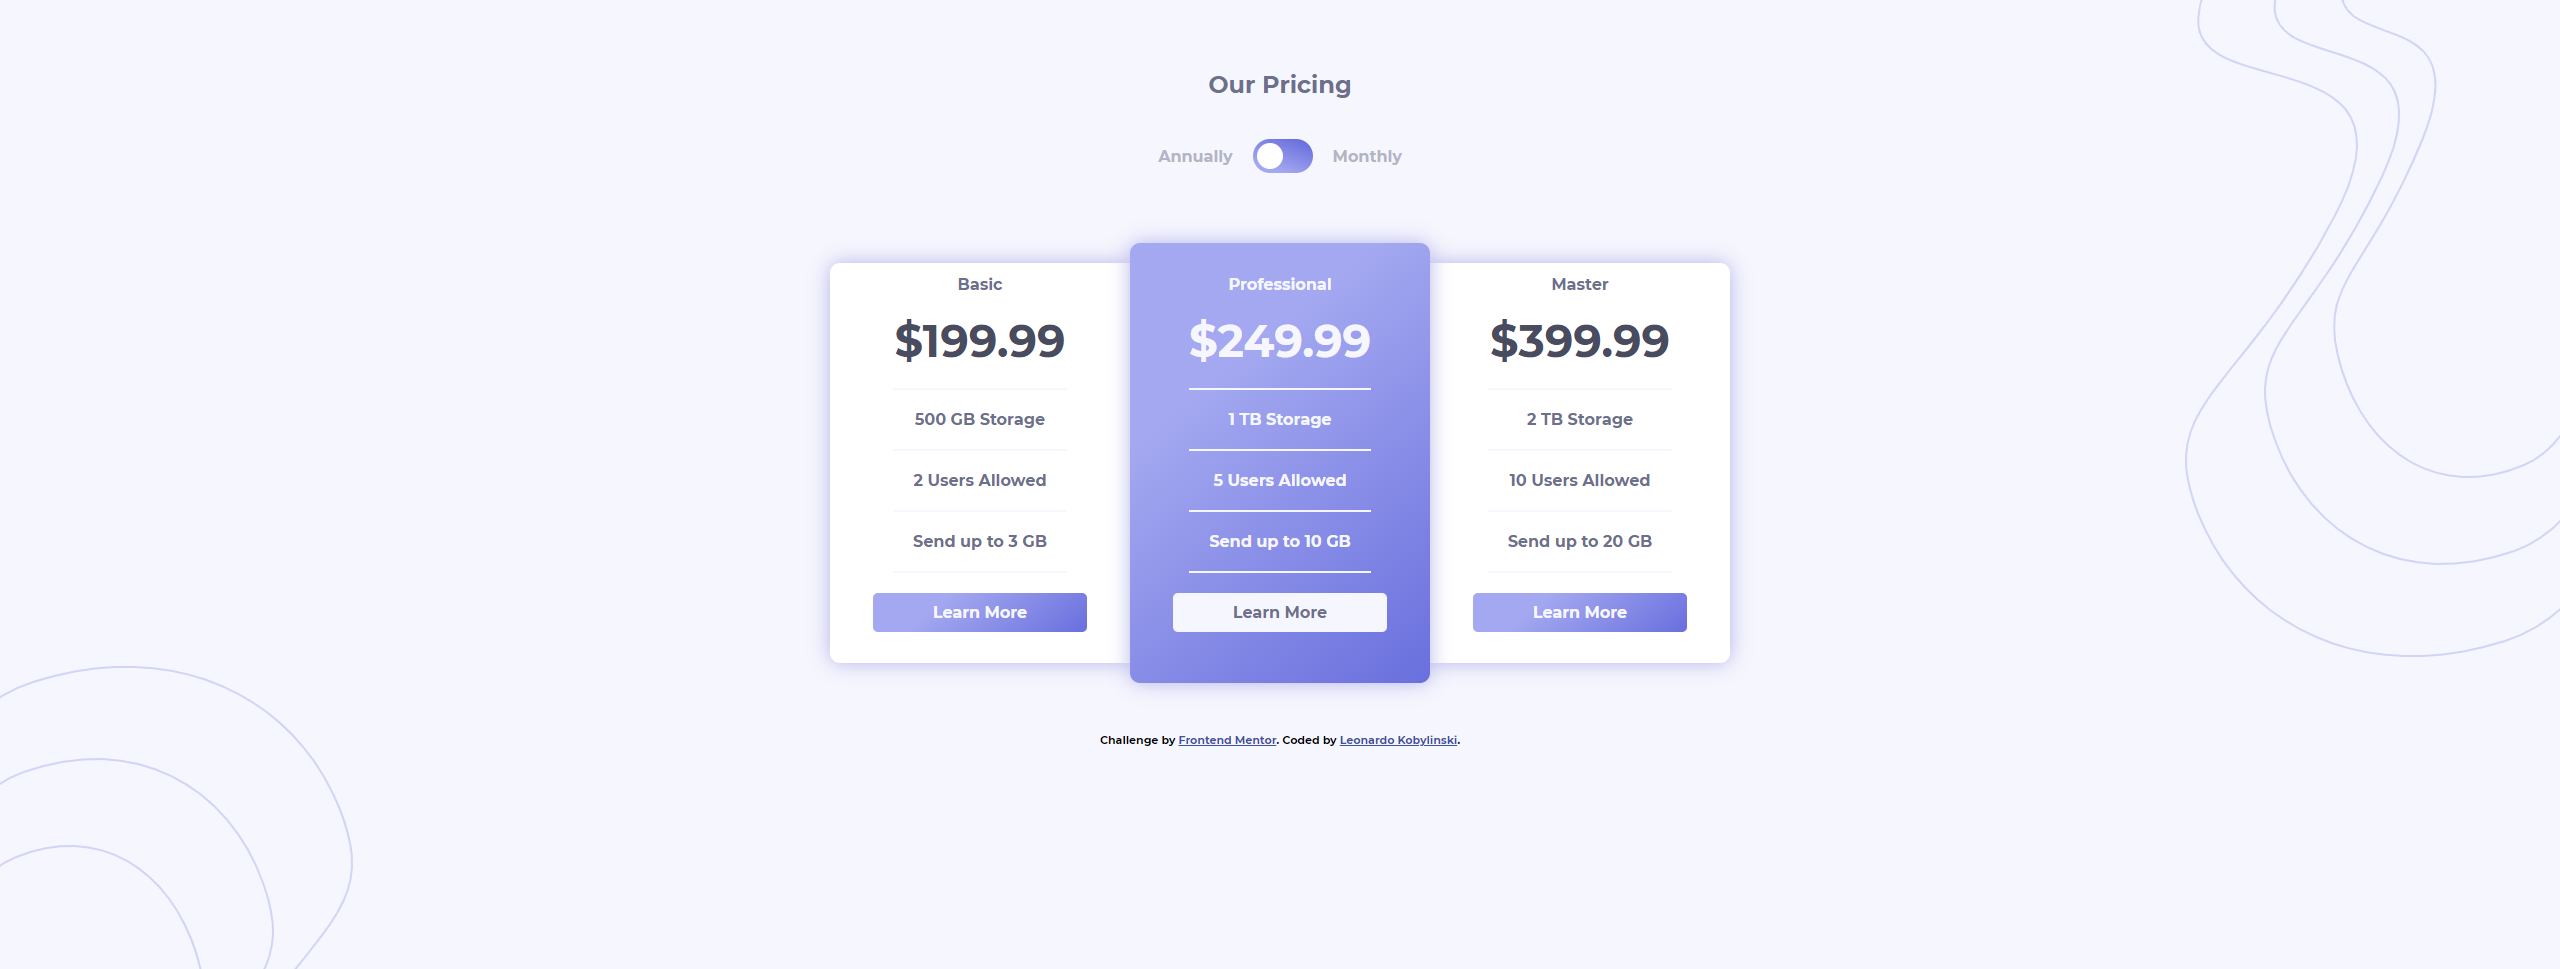 Our Pricing
Annually Monthly
Basic
$199.99
500 GB Storage
2 Users Allowed
Send up to 3 GB
Learn More
Professional
$249.99
1 TB Storage
5 Users Allowed
Send up to 10 GB
Learn More
Master
$399.99
2 TB Storage
10 Users Allowed
Send up to 20 GB
Learn More
Challenge by Frontend Mentor. Coded by Leonardo Kobylinski.